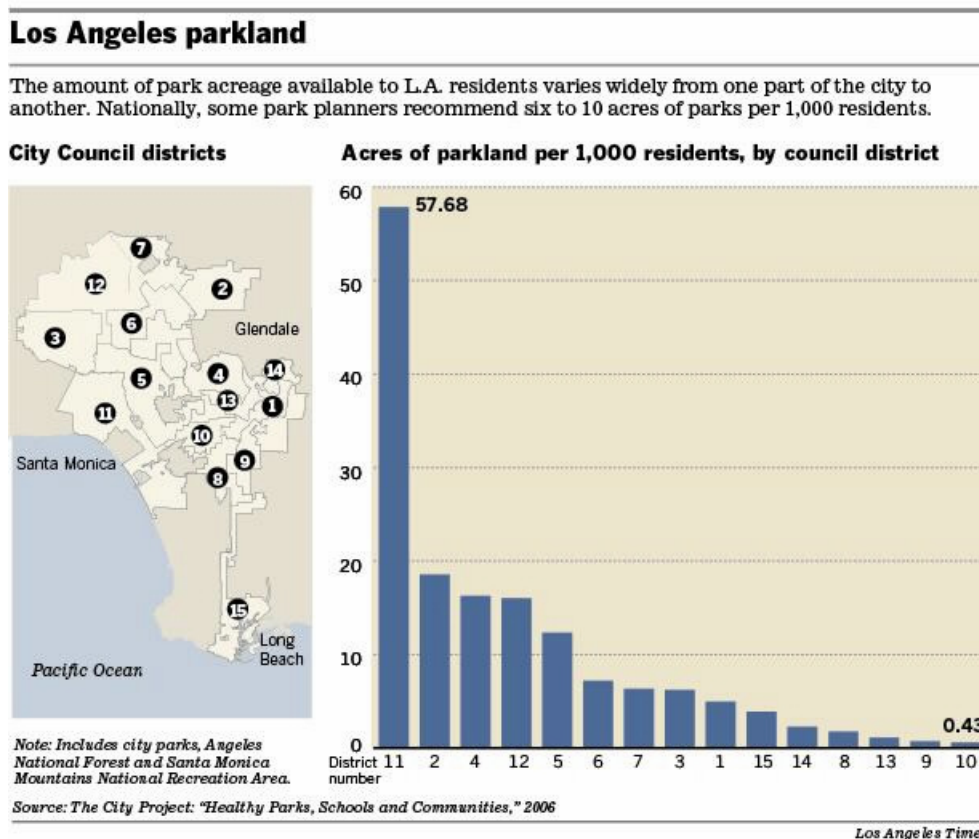 Los Angeles parkland
The amount of park acreage available to L.A. residents varies widely from one part of the city to
another. Nationally, some park planners recommend six to 10 acres of parks per 1,000 residents.
City Council districts
7
12
2
6
3
Glendale
5
4
14
13
1
11
10
Santa Monica
9
8
15
Long
Beach
Pacific Ocean
Note: Includes city parks, Angeles
National Forest and Santa Monica
Mountains National Recreation Area.
Acres of parkland per 1,000 residents, by council district
60
57.68
50
40
30
20
10
0.43
0
District 11 2 4 12 5 6 7 3 1 15 14 8 13 9 10
number
Source: The City Project: “Healthy Parks, Schools and Communities,” 2006
Los Angeles Time